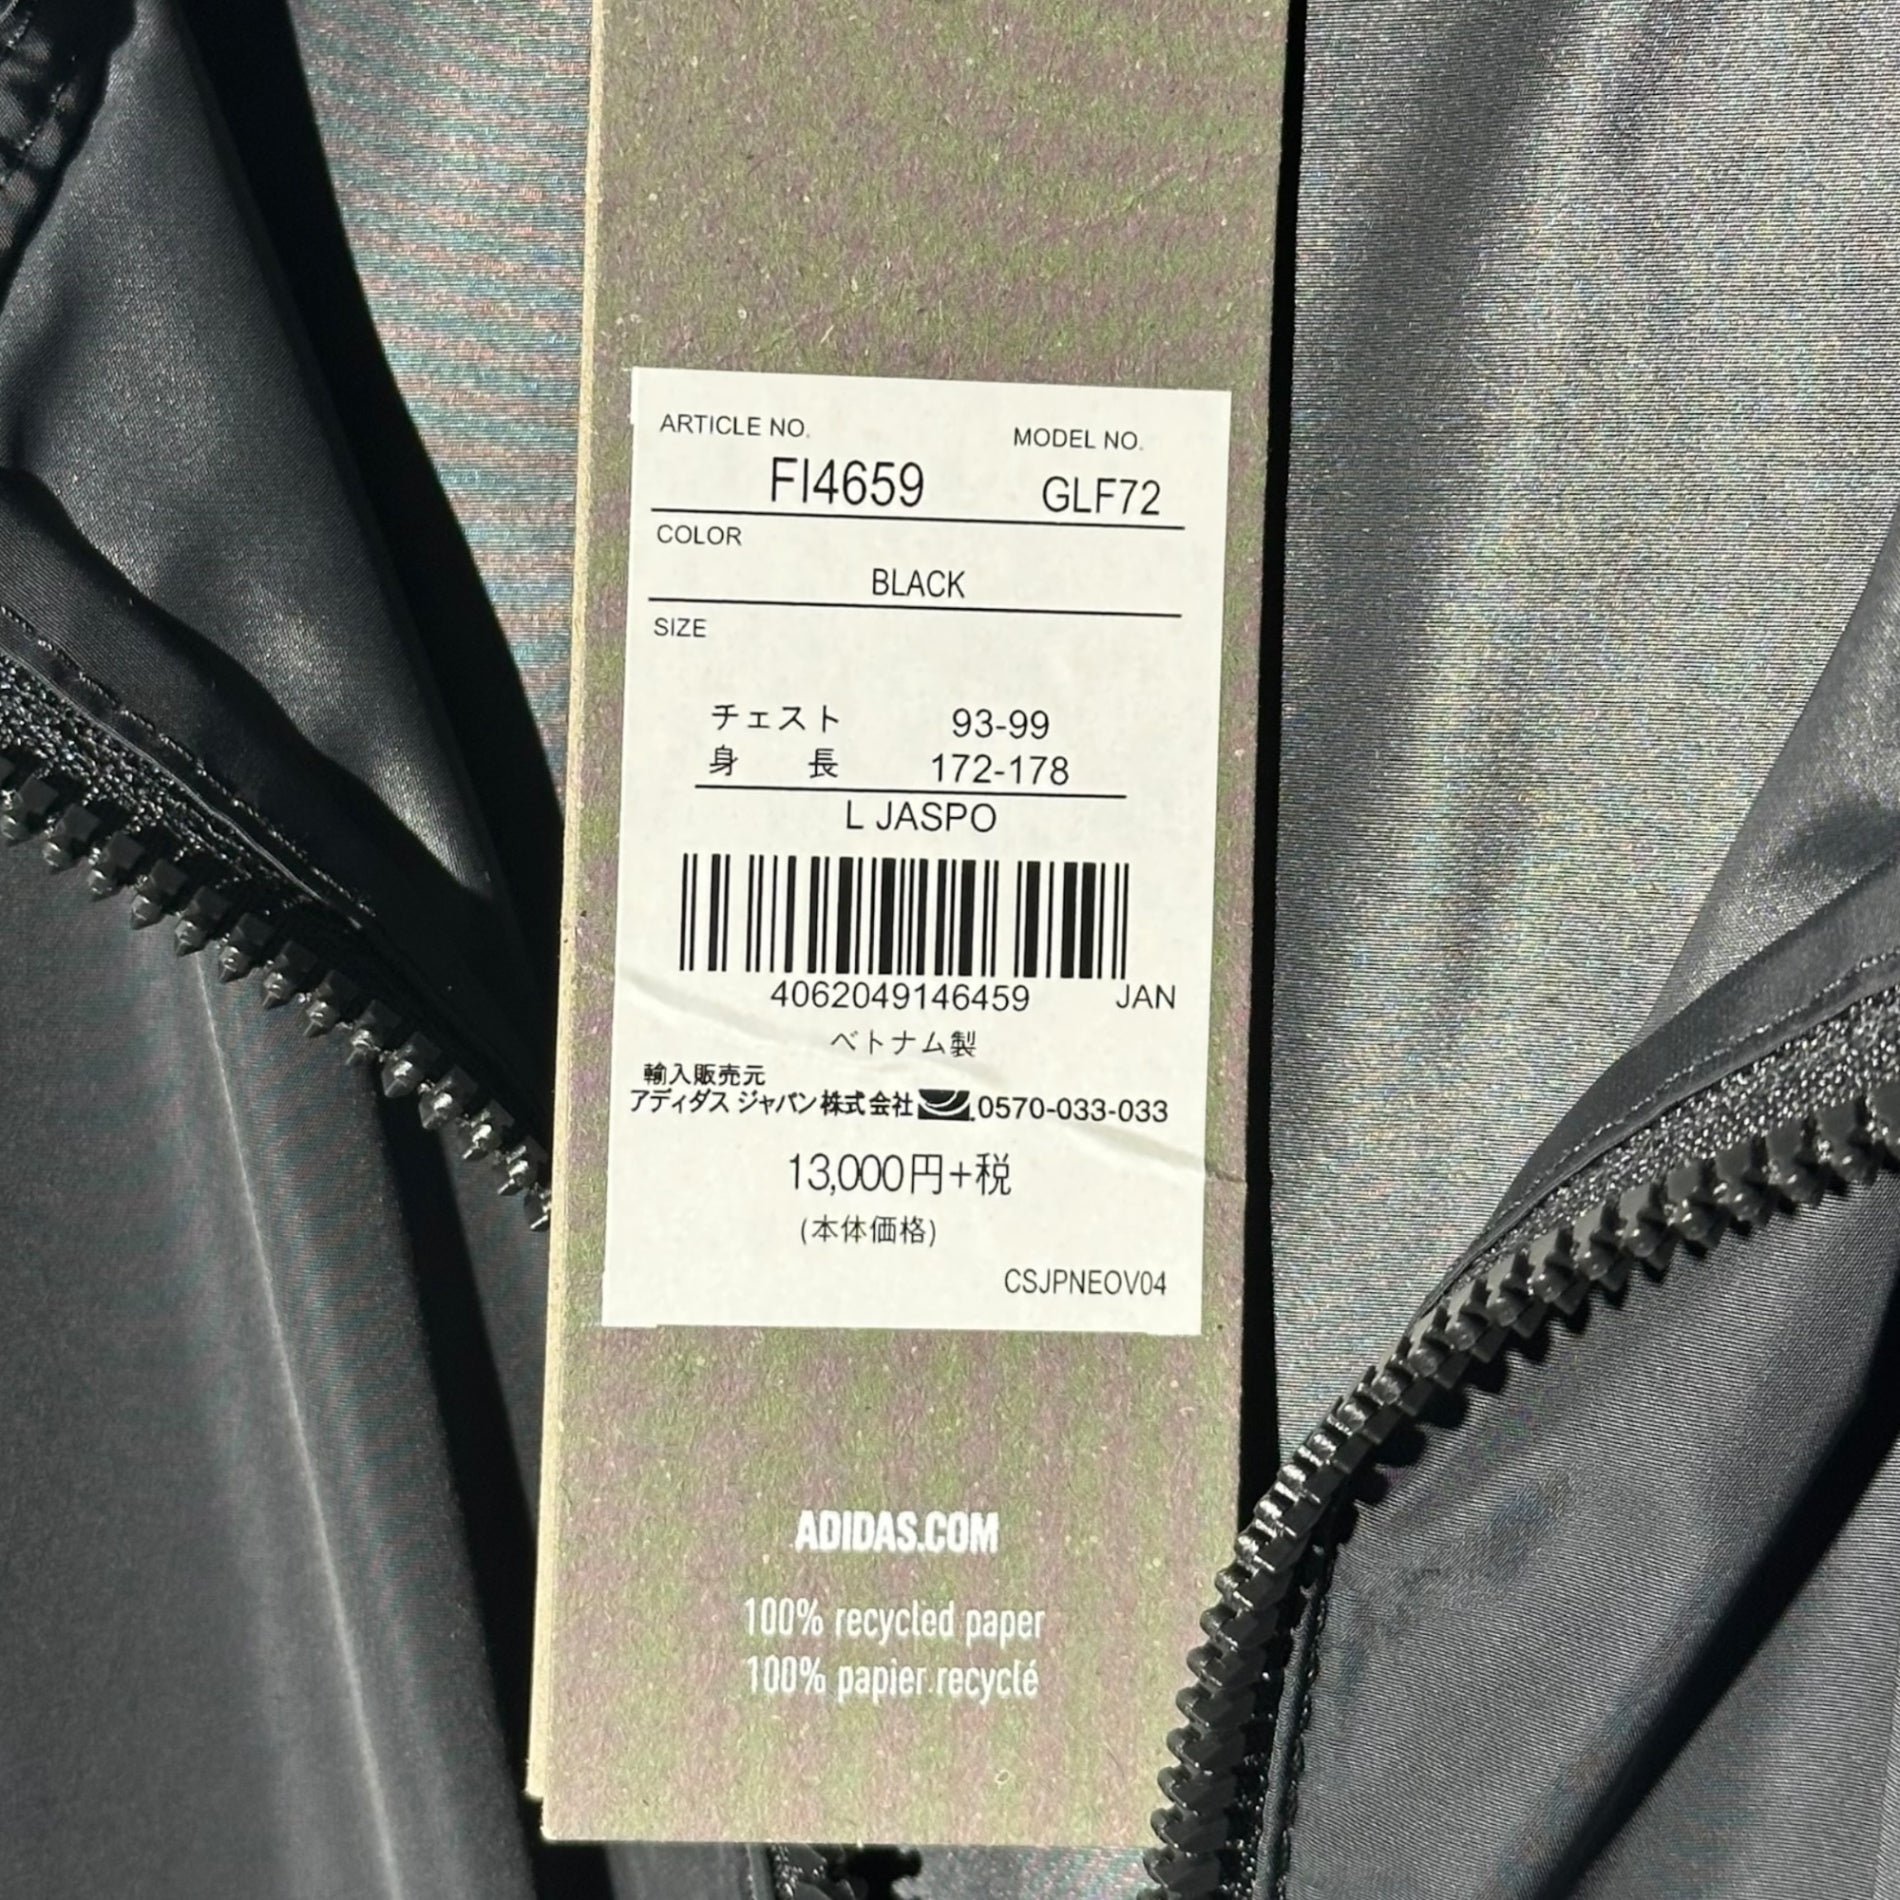 ARTICLE NO. MODEL NO.
FI4659 GLF72
COLOR
BLACK
SIZE
チェスト 93-99
身 長 172-178
L JASPO
4062049146459 JAN
ベトナム製
輸入販売元
アディダス ジャパン株式会社 0570-033-033
13,000円+税
(本体価格)
CSJPNEOV04
ADIDAS.COM
100% recycled paper
100% papier recyclé